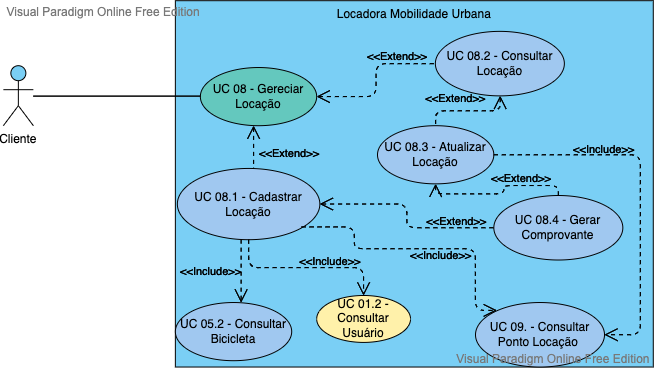 Visual Paradigm Online Free Edition
Locadora Mobilidade Urbana
<<Extend>>
UC 08.2 - Consultar
Locação
UC 08 - Gereciar
Locação
<<Extend>>
Cliente
<<Extend>>
UC 08.3 - Atualizar
Locação
<<Include>>
<<Extend>>
UC 08.1 - Cadastrar
Locação
<<Extend>>
UC 08.4 - Gerar
Comprovante
<<Include>>
<<Include>>
<<Include>>
UC 05.2 - Consultar
Bicicleta
UC 01.2 -
Consultar
Usuário
UC 09. - Consultar
Ponto Locação
Visual Paradigm Online Free Edition